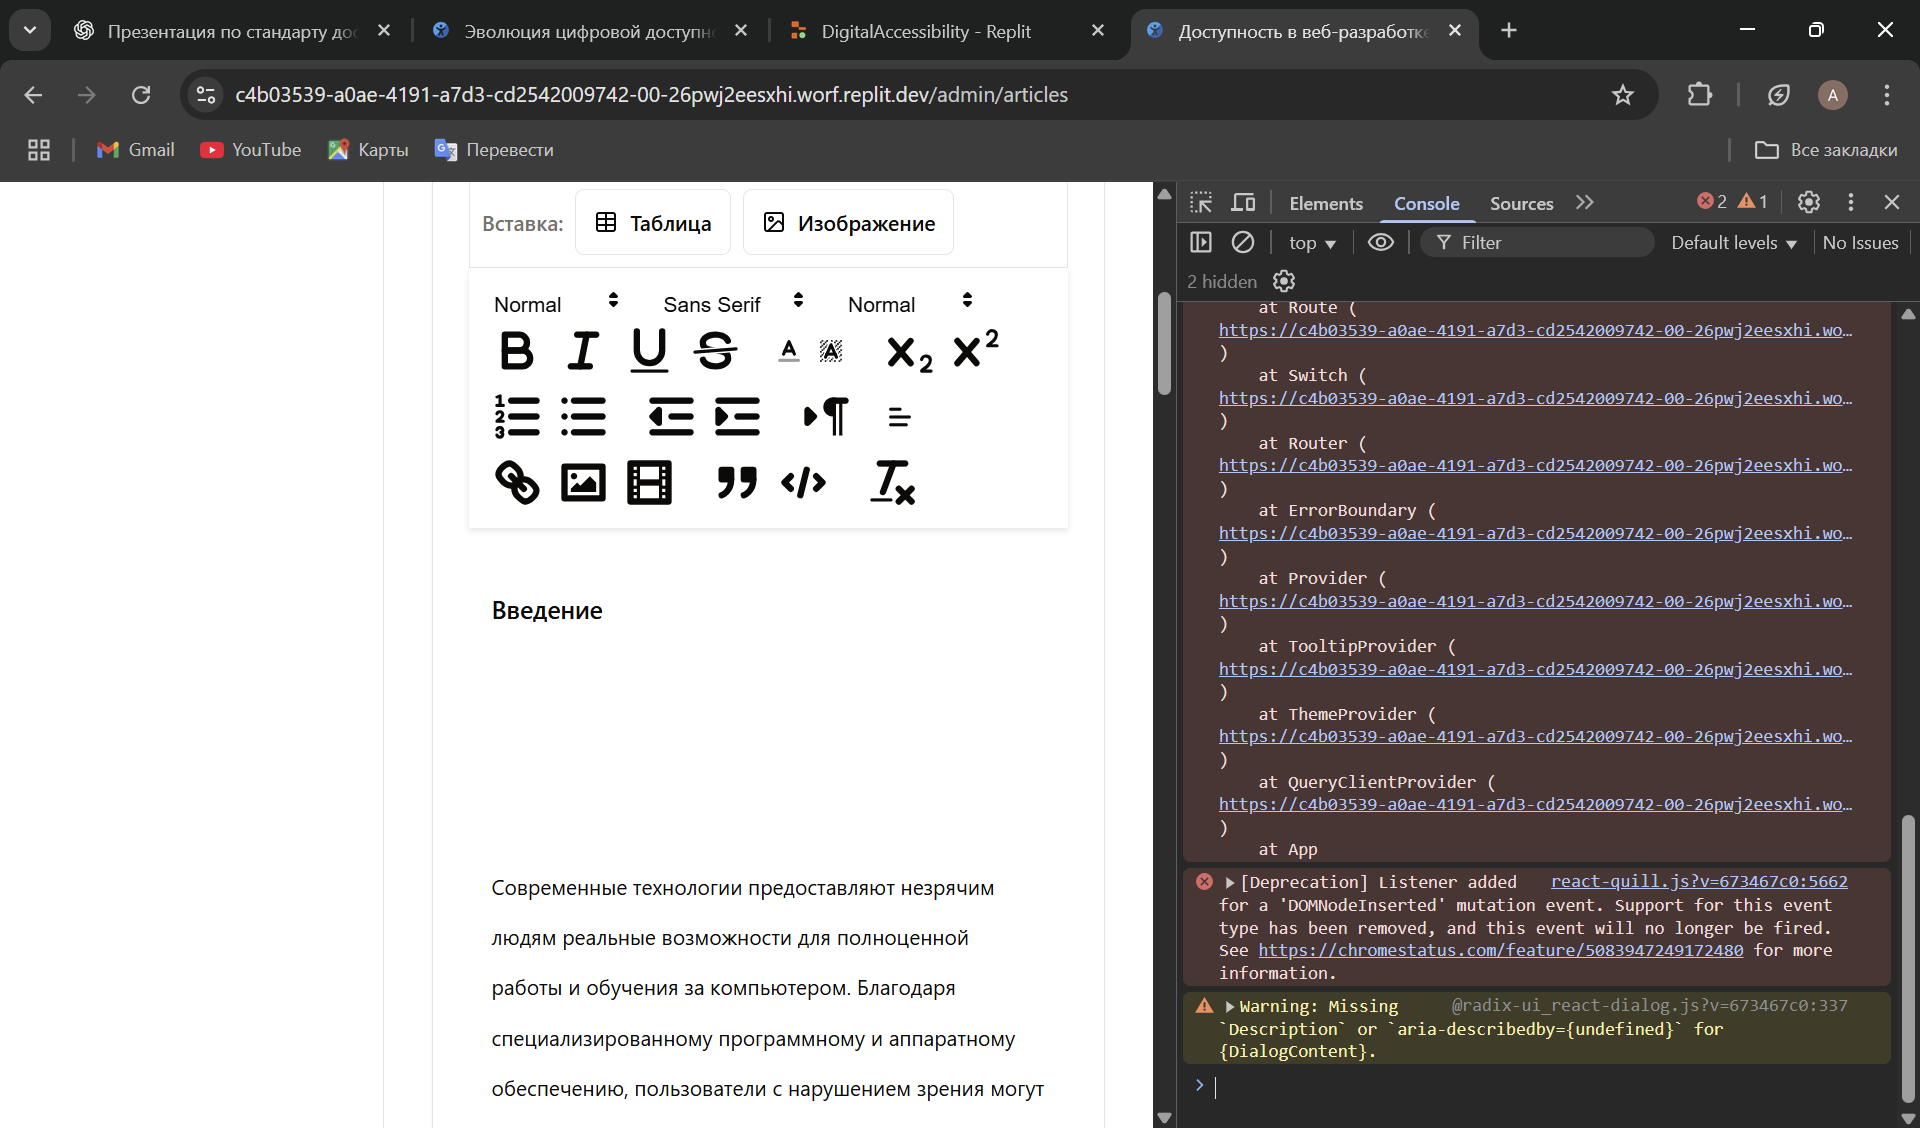 Презентация по стандарту дос
Эволюция цифровой доступн
DigitalAccessibility - Replit
Доступность в веб-разработке
c4b03539-a0ae-4191-a7d3-cd2542009742-00-26pwj2eesxhi.worf.replit.dev/admin/articles
A
Gmail
YouTube
Карты
Перевести
Все закладки
Вставка:
Таблица
Изображение
Normal
Sans Serif
Normal
Введение
Современные технологии предоставляют незрячим
людям реальные возможности для полноценной
работы и обучения за компьютером. Благодаря
специализированному программному и аппаратному
обеспечению, пользователи с нарушением зрения могут
Elements
Console
Sources
2
1
top
Filter
Default levels
No Issues
2 hidden
at Route (
https://c4b03539-a0ae-4191-a7d3-cd2542009742-00-26pwj2eesxhi.wo…
)
at Switch (
https://c4b03539-a0ae-4191-a7d3-cd2542009742-00-26pwj2eesxhi.wo…
)
at Router (
https://c4b03539-a0ae-4191-a7d3-cd2542009742-00-26pwj2eesxhi.wo…
)
at ErrorBoundary (
https://c4b03539-a0ae-4191-a7d3-cd2542009742-00-26pwj2eesxhi.wo…
)
at Provider (
https://c4b03539-a0ae-4191-a7d3-cd2542009742-00-26pwj2eesxhi.wo…
)
at TooltipProvider (
https://c4b03539-a0ae-4191-a7d3-cd2542009742-00-26pwj2eesxhi.wo…
)
at ThemeProvider (
https://c4b03539-a0ae-4191-a7d3-cd2542009742-00-26pwj2eesxhi.wo…
)
at QueryClientProvider (
https://c4b03539-a0ae-4191-a7d3-cd2542009742-00-26pwj2eesxhi.wo…
)
at App
[Deprecation] Listener added react-quill.js?v=673467c0:5662
for a 'DOMNodeInserted' mutation event. Support for this event
type has been removed, and this event will no longer be fired.
See https://chromestatus.com/feature/5083947249172480 for more
information.
Warning: Missing @radix-ui_react-dialog.js?v=673467c0:337
`Description` or `aria-describedby={undefined}` for
{DialogContent}.